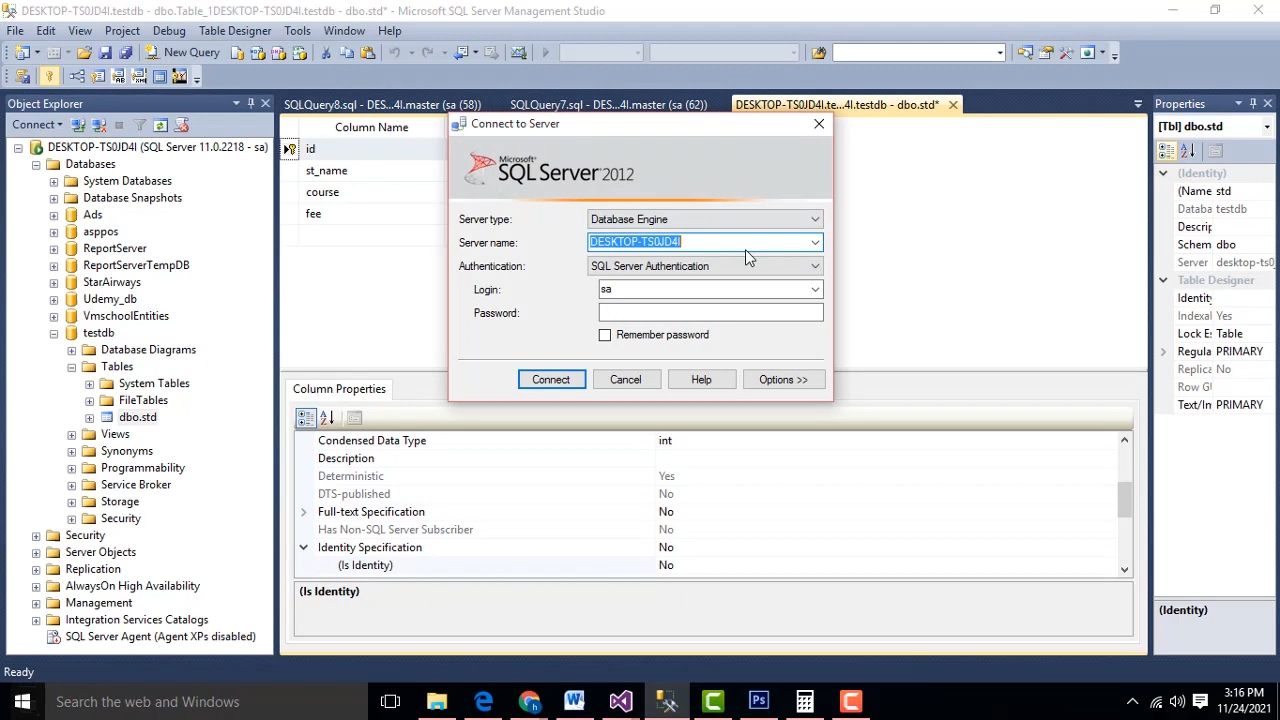 DESKTOP-TS0JD4I.testdb - dbo.Table_1DESKTOP-TS0JD4I.testdb - dbo.std* - Microsoft SQL Server Management Studio
File Edit View Project Debug Table Designer Tools Window Help
New Query
Object Explorer
Connect
DESKTOP-TS0JD4I (SQL Server 11.0.2218 - sa)
Databases
System Databases
Database Snapshots
Ads
asppos
ReportServer
ReportServerTempDB
StarAirways
Udemy_db
VmschoolEntities
testdb
Database Diagrams
Tables
System Tables
FileTables
dbo.std
Views
Synonyms
Programmability
Service Broker
Storage
Security
Security
Server Objects
Replication
AlwaysOn High Availability
Management
Integration Services Catalogs
SQL Server Agent (Agent XPs disabled)
SQLQuery8.sql - DES...4I.master (sa (58))
SQLQuery7.sql - DES...4I.master (sa (62))
DESKTOP-TS0JD4I.te...4I.testdb - dbo.std*
Column Name
id
st_name
course
fee
Connect to Server
Microsoft
SQL Server 2012
Server type: Database Engine
Server name: DESKTOP-TS0JD4I
Authentication: SQL Server Authentication
Login: sa
Password:
Remember password
Connect Cancel Help Options >>
Column Properties
Condensed Data Type int
Description
Deterministic Yes
DTS-published No
Full-text Specification No
Has Non-SQL Server Subscriber No
Identity Specification No
(Is Identity) No
(Is Identity)
Properties
[Tbl] dbo.std
(Identity)
(Name std
Databa testdb
Descrip
Schem dbo
Server desktop-ts0
Table Designer
Identity
Indexal Yes
Lock Es Table
Regula PRIMARY
Replica No
Row GU
Text/Im PRIMARY
(Identity)
Ready
Search the web and Windows
3:16 PM
11/24/2021